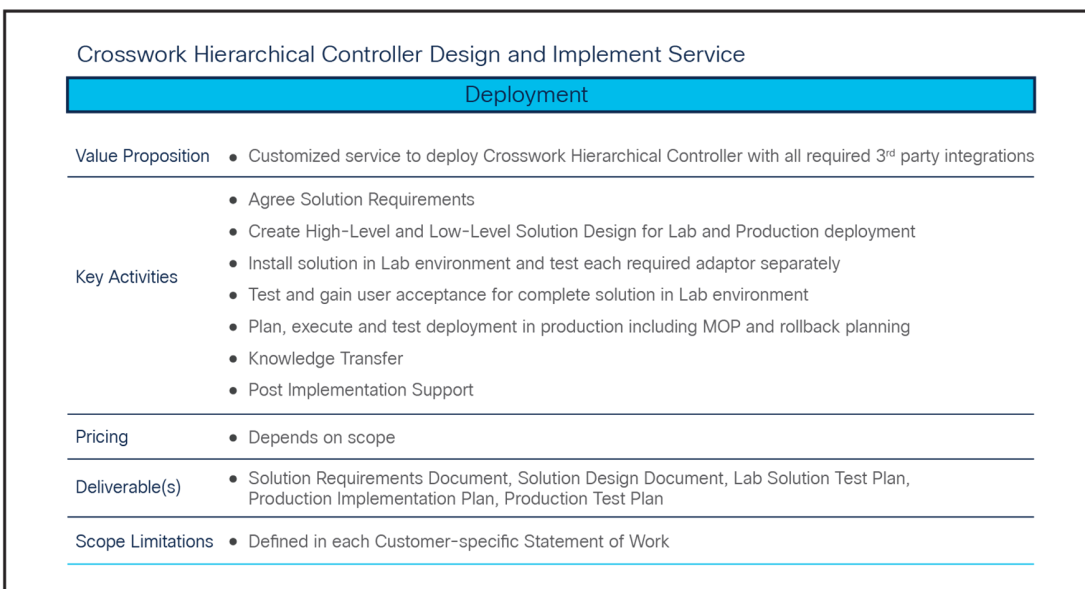 Crosswork Hierarchical Controller Design and Implement Service
Deployment
Value Proposition ● Customized service to deploy Crosswork Hierarchical Controller with all required 3rd party integrations
Key Activities
● Agree Solution Requirements
● Create High-Level and Low-Level Solution Design for Lab and Production deployment
● Install solution in Lab environment and test each required adaptor separately
● Test and gain user acceptance for complete solution in Lab environment
● Plan, execute and test deployment in production including MOP and rollback planning
● Knowledge Transfer
● Post Implementation Support
Pricing ● Depends on scope
Deliverable(s)
● Solution Requirements Document, Solution Design Document, Lab Solution Test Plan,
Production Implementation Plan, Production Test Plan
Scope Limitations ● Defined in each Customer-specific Statement of Work